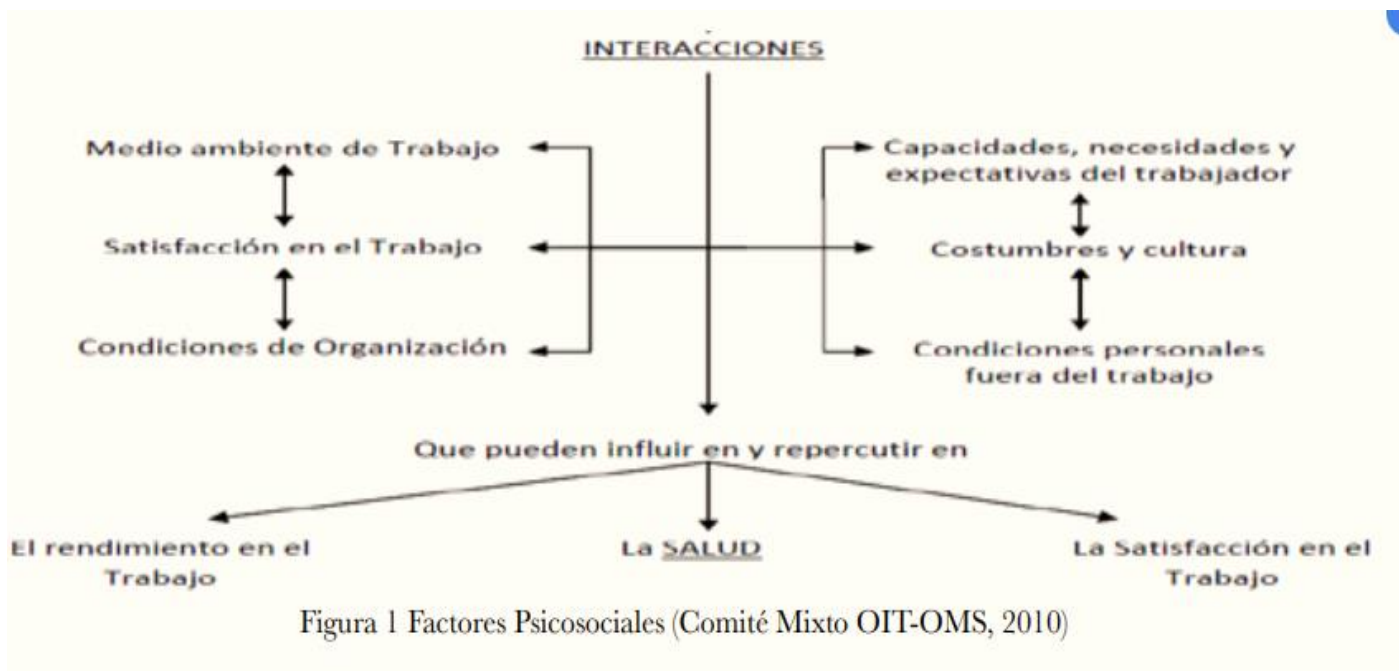 INTERACCIONES
Medio ambiente de Trabajo
Satisfacción en el Trabajo
Condiciones de Organización
Capacidades, necesidades y
expectativas del trabajador
Costumbres y cultura
Condiciones personales
fuera del trabajo
Que pueden influir en y repercutir en
El rendimiento en el
Trabajo
La SALUD
La Satisfacción en el
Trabajo
Figura 1 Factores Psicosociales (Comité Mixto OIT-OMS, 2010)